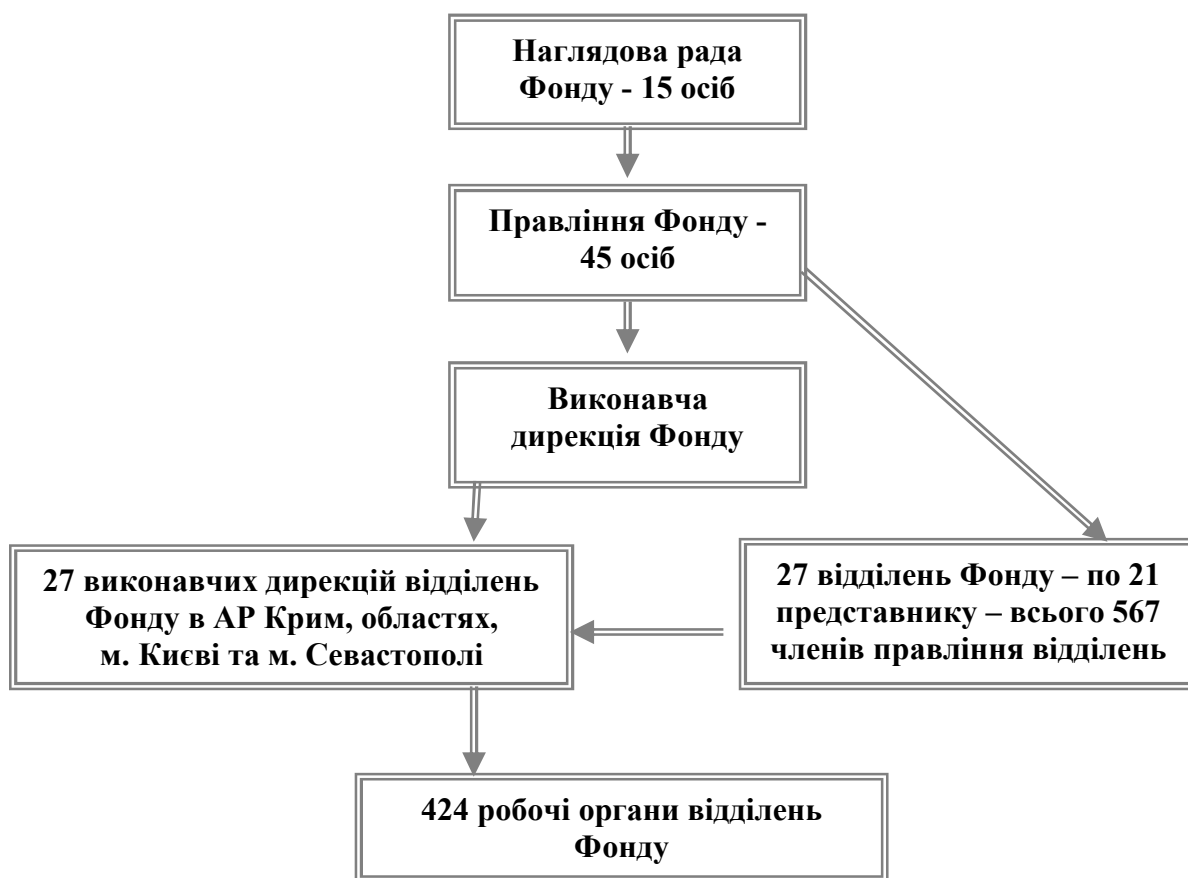 Наглядова рада
Фонду - 15 осіб
Правління Фонду -
45 осіб
Виконавча
дирекція Фонду
27 виконавчих дирекцій відділень
Фонду в АР Крим, областях,
м. Києві та м. Севастополі
27 відділень Фонду – по 21
представнику – всього 567
членів правління відділень
424 робочі органи відділень
Фонду